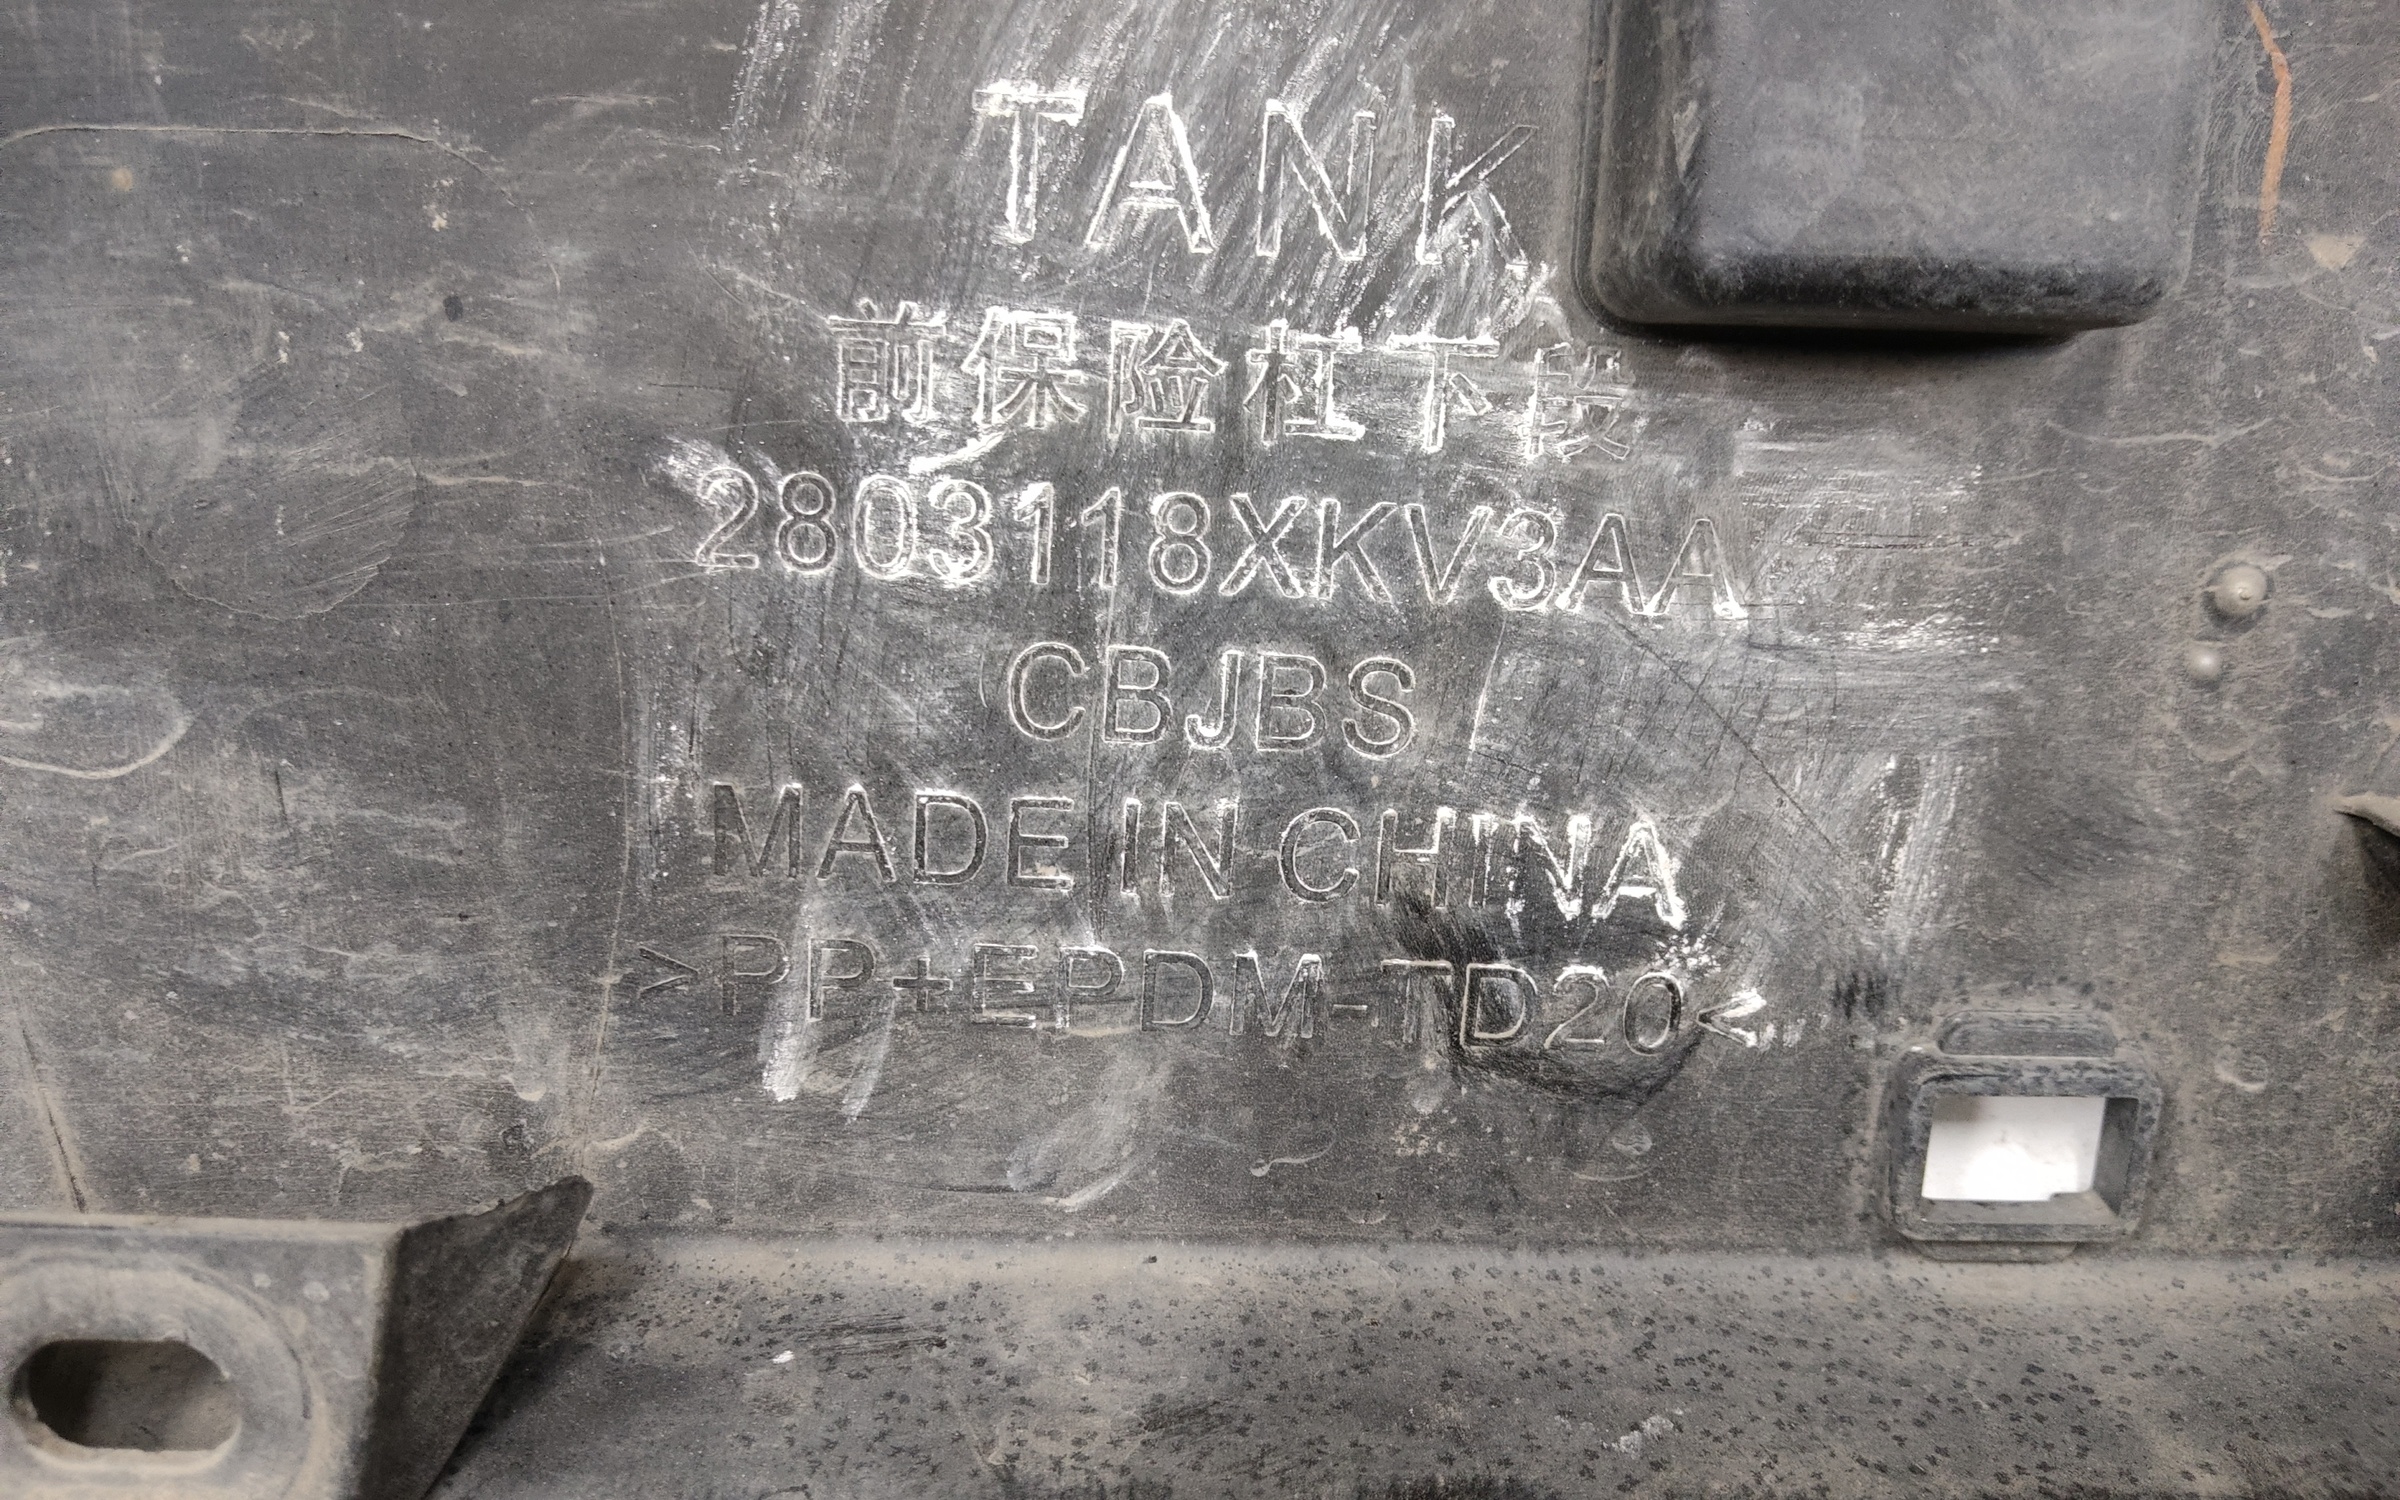 TANK
前保险杠下段
2803118XKV3AA
CBJBS
MADE IN CHINA
>PP+EPDM-TD20<